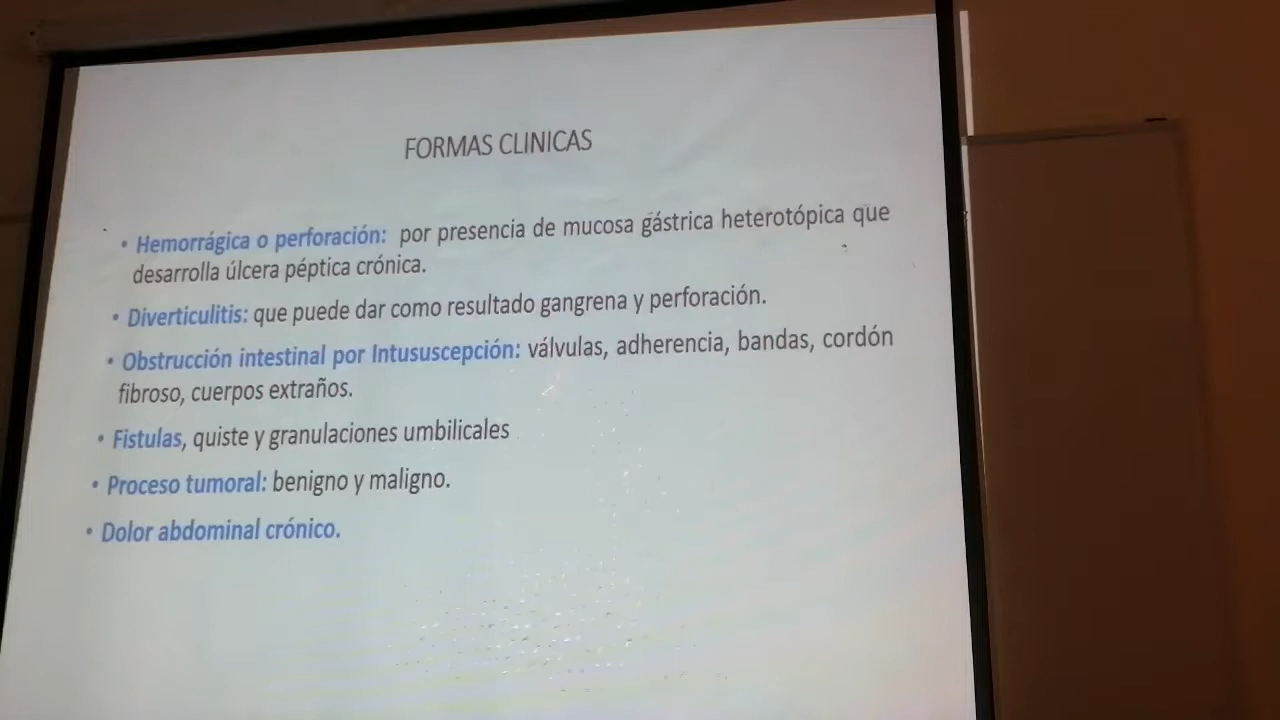 FORMAS CLINICAS
• Hemorrágica o perforación: por presencia de mucosa gástrica heterotópica que
desarrolla úlcera péptica crónica.
• Diverticulitis: que puede dar como resultado gangrena y perforación.
• Obstrucción intestinal por Intususcepción: válvulas, adherencia, bandas, cordón
fibroso, cuerpos extraños.
• Fistulas, quiste y granulaciones umbilicales
• Proceso tumoral: benigno y maligno.
• Dolor abdominal crónico.